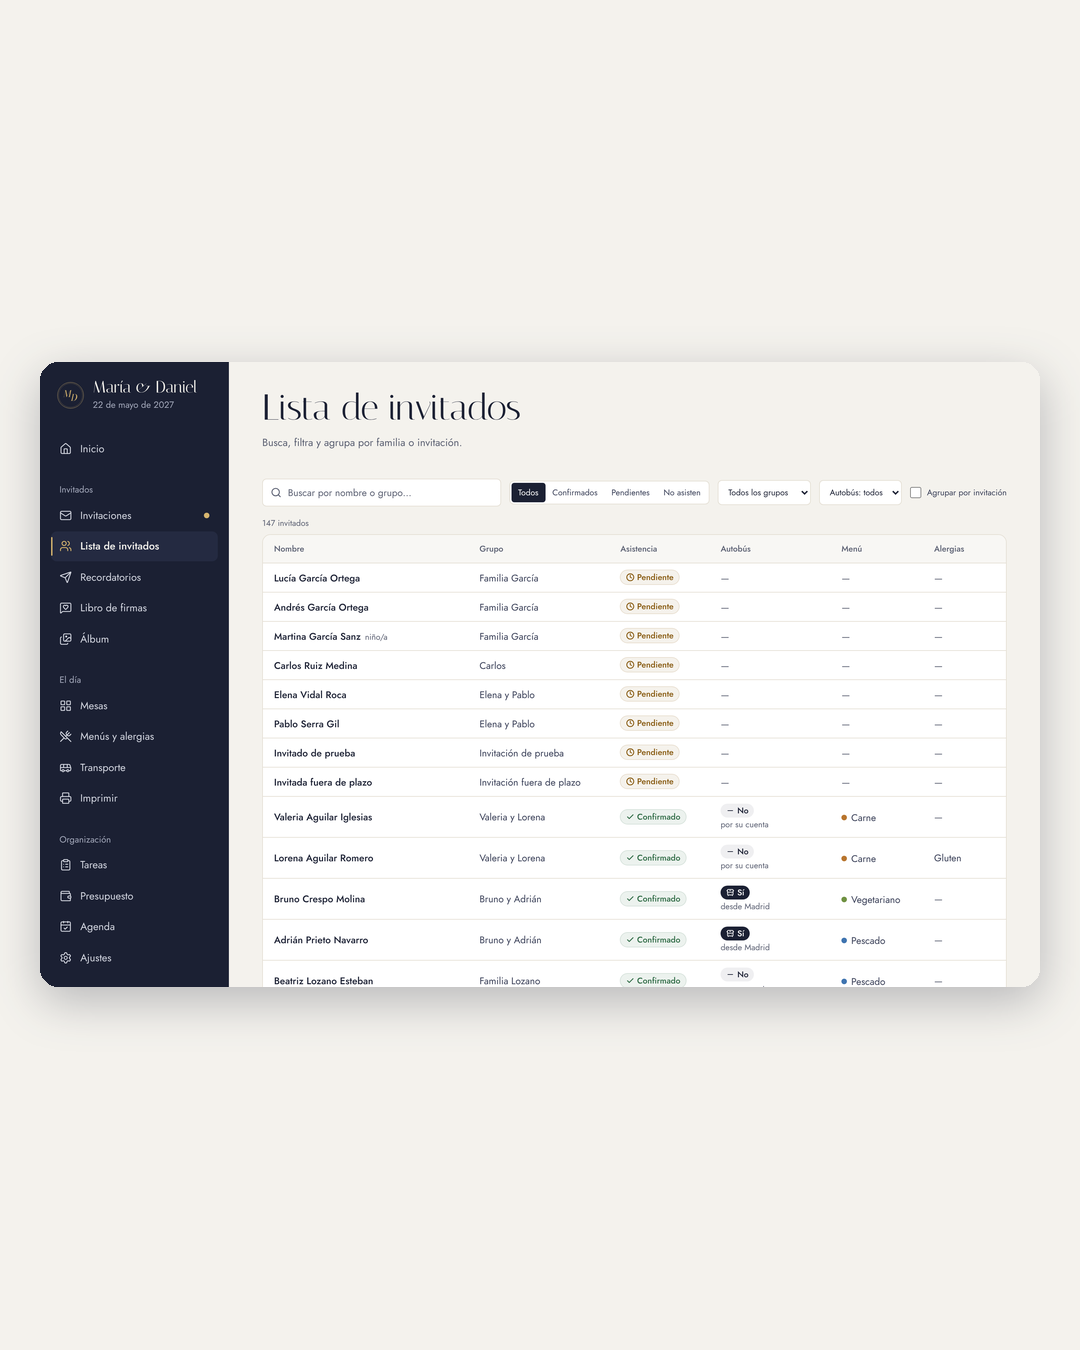 María & Daniel
22 de mayo de 2027
MD
Inicio
Invitados
Invitaciones
Lista de invitados
Recordatorios
Libro de firmas
Álbum
El día
Mesas
Menús y alergias
Transporte
Imprimir
Organización
Tareas
Presupuesto
Agenda
Ajustes
Lista de invitados
Busca, filtra y agrupa por familia o invitación.
Buscar por nombre o grupo... Todos Confirmados Pendientes No asisten Todos los grupos Autobús: todos Agrupar por invitación
147 invitados
Nombre Grupo Asistencia Autobús Menú Alergias
Lucía García Ortega Familia García Pendiente — — —
Andrés García Ortega Familia García Pendiente — — —
Martina García Sanz niño/a Familia García Pendiente — — —
Carlos Ruiz Medina Carlos Pendiente — — —
Elena Vidal Roca Elena y Pablo Pendiente — — —
Pablo Serra Gil Elena y Pablo Pendiente — — —
Invitado de prueba Invitación de prueba Pendiente — — —
Invitada fuera de plazo Invitación fuera de plazo Pendiente — — —
Valeria Aguilar Iglesias Valeria y Lorena Confirmado — No Carne —
por su cuenta
Lorena Aguilar Romero Valeria y Lorena Confirmado — No Carne Gluten
por su cuenta
Bruno Crespo Molina Bruno y Adrián Confirmado Sí Vegetariano —
desde Madrid
Adrián Prieto Navarro Bruno y Adrián Confirmado Sí Pescado —
desde Madrid
Beatriz Lozano Esteban Familia Lozano Confirmado — No Pescado —